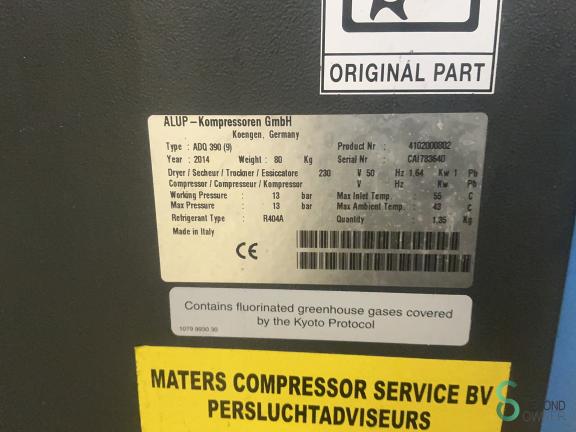 ORIGINAL PART
ALUP-Kompressoren GmbH
Koengen, Germany
Type : ADQ 390 (9) Product Nr : 4102000802
Year : 2014 Weight : 80 Kg Serial Nr : CAI783640
Dryer / Secheur / Trockner / Essiccatore 230 V 50 Hz 1,64 Kw 1 Ph
Compressor / Compresseur / Kompressor V Hz Kw Ph
Working Pressure : 13 bar Max Inlet Temp. : 55 C
Max Pressure : 13 bar Max Ambient Temp. : 43 C
Refrigerant Type : R404A Quantity : 1,35 Kg
Made in Italy
CE
Contains fluorinated greenhouse gases covered
by the Kyoto Protocol
1079 9930 30
MATERS COMPRESSOR SERVICE BV
PERSLUCHTADVISEURS
SECOND
OWNER